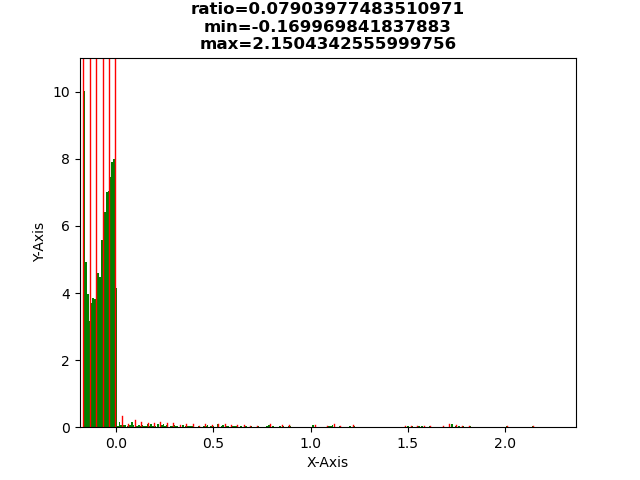 ratio=0.07903977483510971
min=-0.169969841837883
max=2.1504342555999756
10
8
6
4
2
0
Y-Axis
0.0 0.5 1.0 1.5 2.0
X-Axis